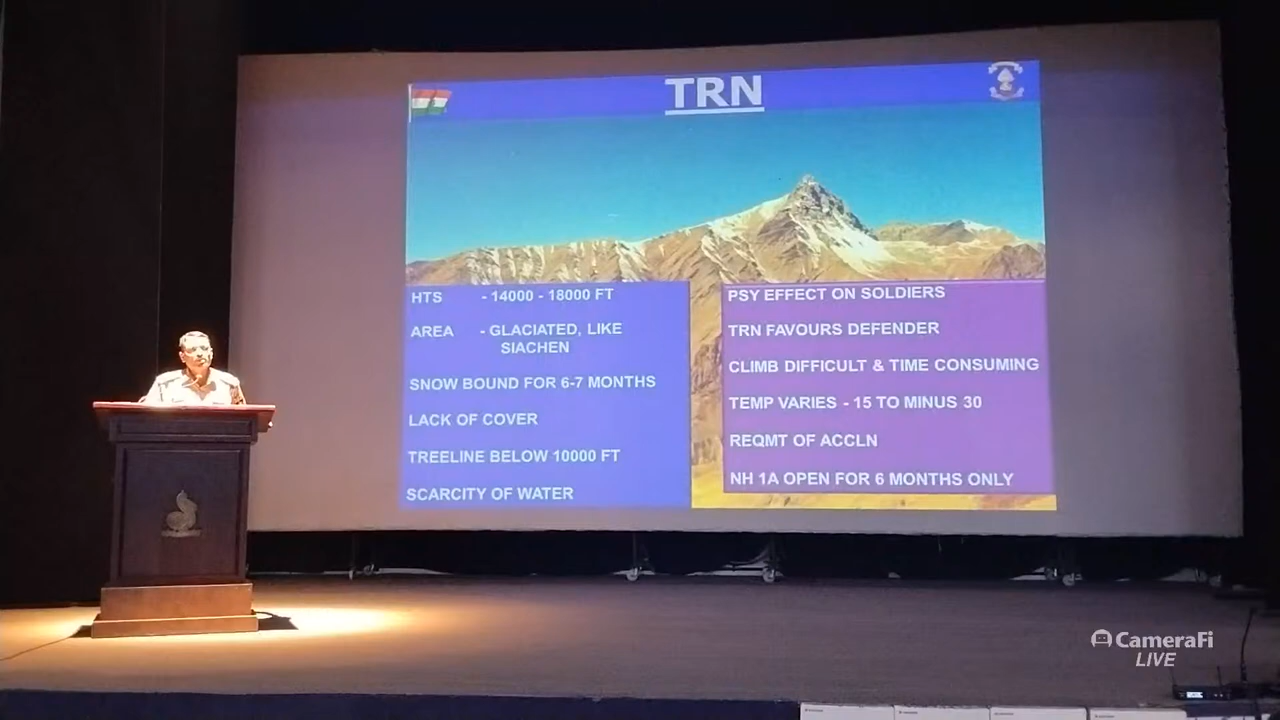 TRN
HTS - 14000 - 18000 FT
AREA - GLACIATED, LIKE
SIACHEN
SNOW BOUND FOR 6-7 MONTHS
LACK OF COVER
TREELINE BELOW 10000 FT
SCARCITY OF WATER
PSY EFFECT ON SOLDIERS
TRN FAVOURS DEFENDER
CLIMB DIFFICULT & TIME CONSUMING
TEMP VARIES - 15 TO MINUS 30
REQMT OF ACCLN
NH 1A OPEN FOR 6 MONTHS ONLY
CameraFi
LIVE